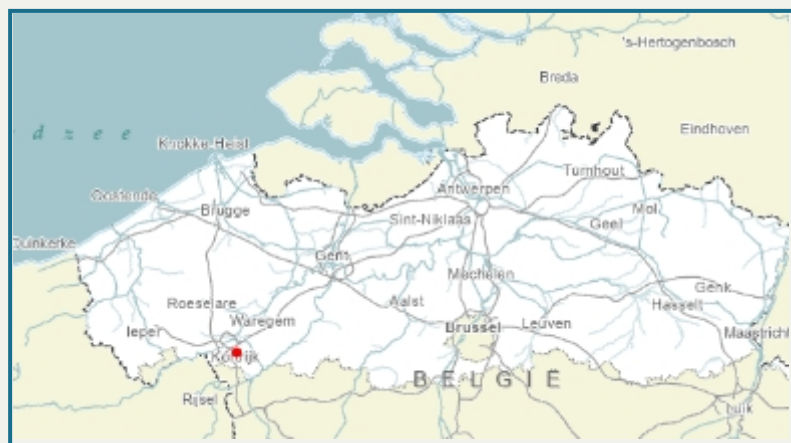 's-Hertogenbosch
Breda
d z e e
Eindhoven
Knokke-Heist
Turnhout
Antwerpen
Oostende
Mol
Brugge
Sint-Niklaas
Geel
Duinkerke
Gent
Mechelen
Genk
Roeselare
Aalst
Hasselt
Waregem
Ieper
Brussel
Leuven
Maastricht
Kortrijk
BELGIË
Rijsel
Luik